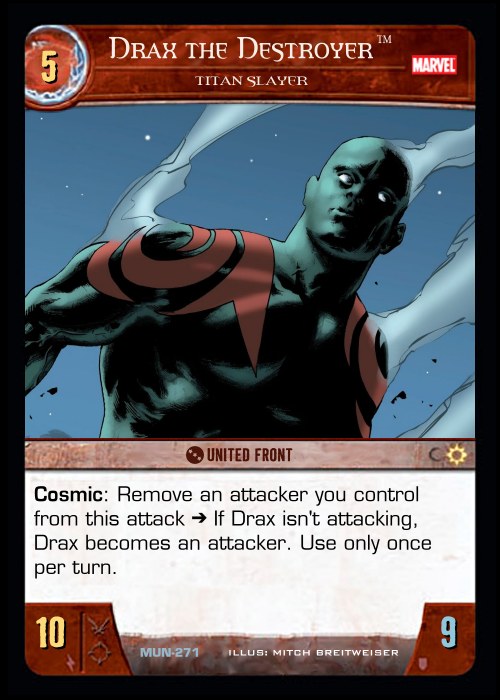 5
DRAX THE DESTROYER™
TITAN SLAYER
MARVEL
UNITED FRONT
Cosmic: Remove an attacker you control
from this attack ➔ If Drax isn't attacking,
Drax becomes an attacker. Use only once
per turn.
10
MUN-271
ILLUS: MITCH BREITWEISER
9